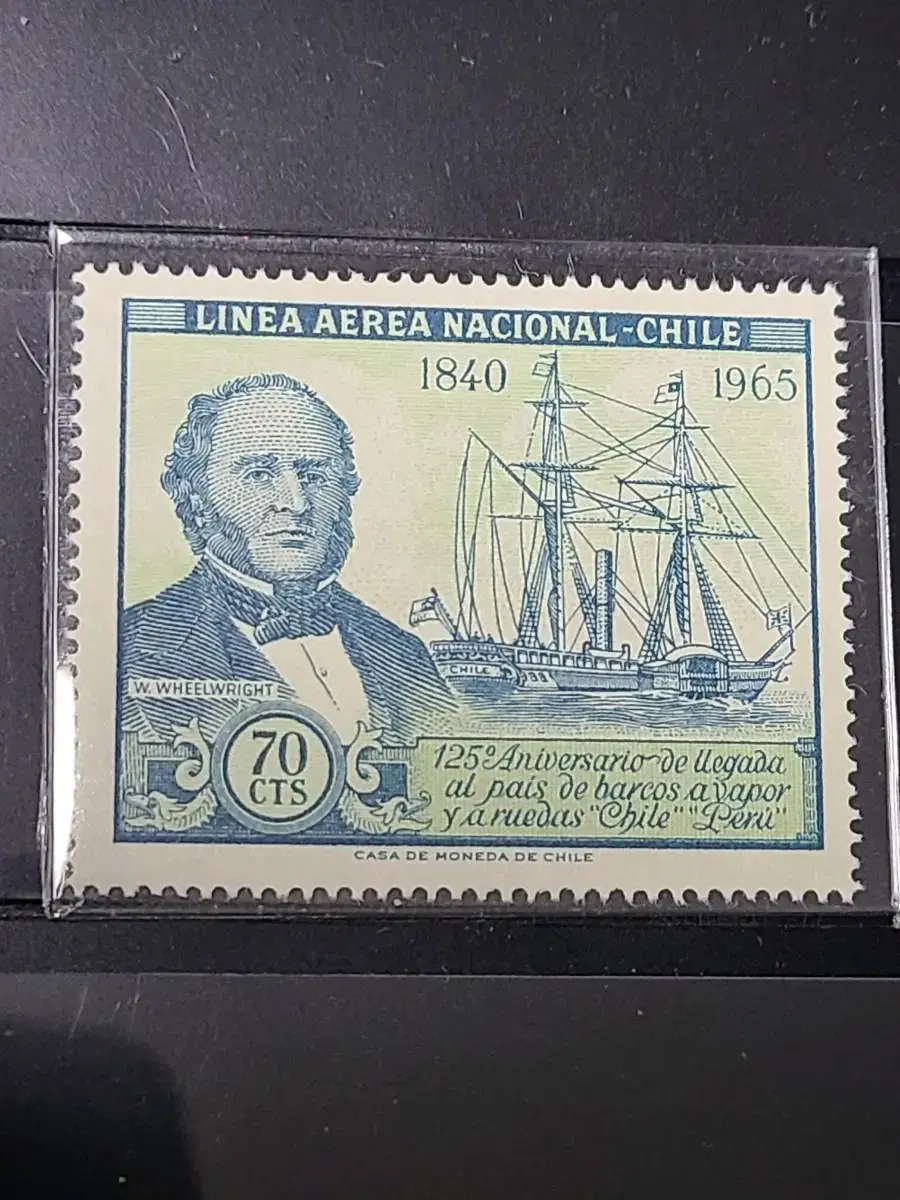 LINEA AEREA NACIONAL-CHILE
1840 1965
CHILE
W. WHEELWRIGHT
70
CTS
125º Aniversario de llegada
al país de barcos a vapor
y a ruedas "Chile" "Perú"
CASA DE MONEDA DE CHILE